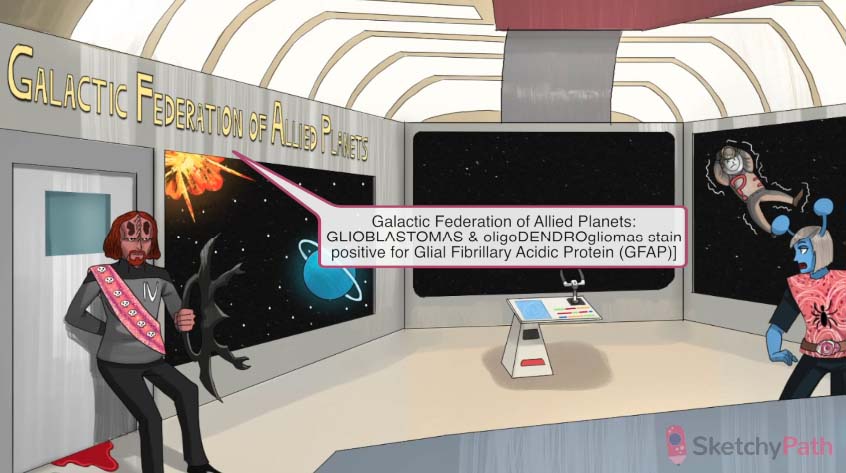 GALACTIC FEDERATION OF ALLIED PLANETS
Galactic Federation of Allied Planets:
GLIOBLASTOMAS & oligoDENDROgliomas stain
positive for Glial Fibrillary Acidic Protein (GFAP)]
IV
SketchyPath